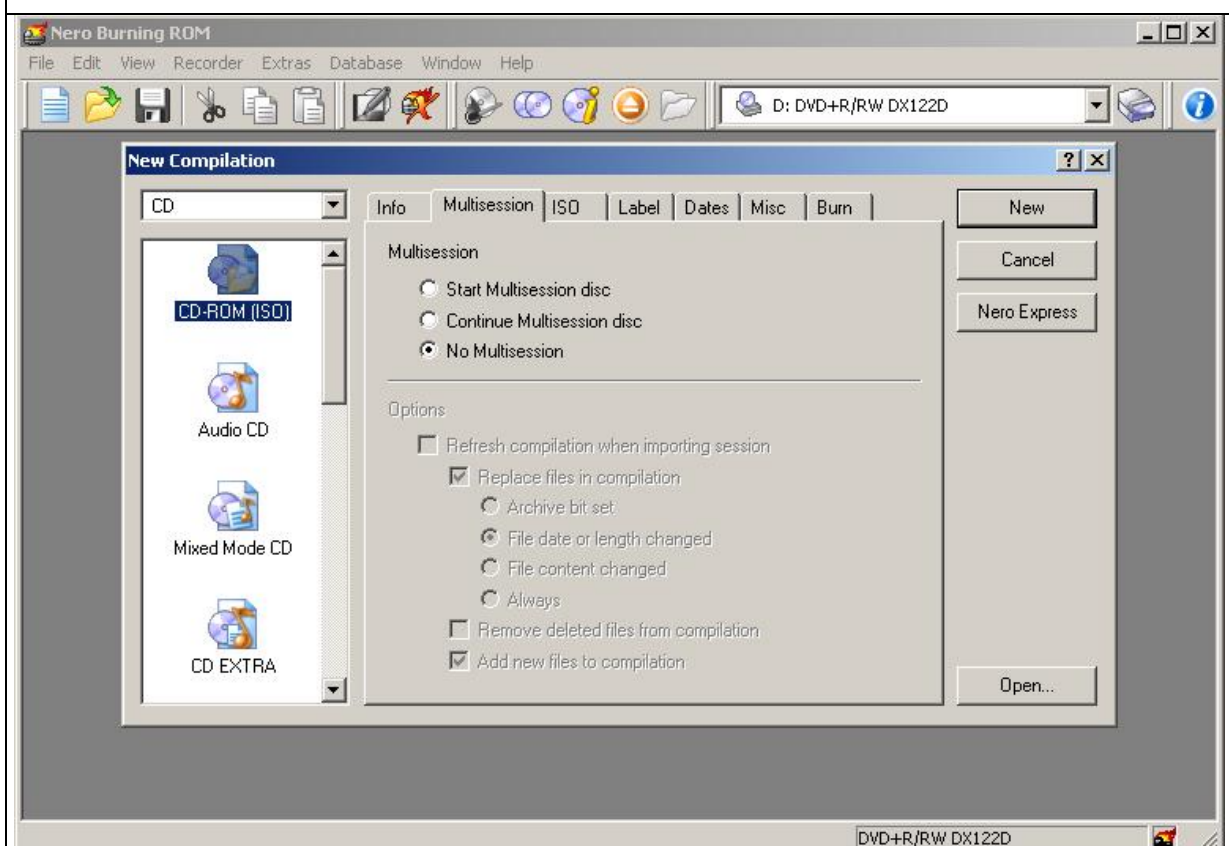 Nero Burning ROM
File Edit View Recorder Extras Database Window Help
D: DVD+R/RW DX122D
New Compilation
CD
CD-ROM (ISO)
Audio CD
Mixed Mode CD
CD EXTRA
Info Multisession ISO Label Dates Misc Burn
Multisession
Start Multisession disc
Continue Multisession disc
No Multisession
Options
Refresh compilation when importing session
Replace files in compilation
Archive bit set
File date or length changed
File content changed
Always
Remove deleted files from compilation
Add new files to compilation
New
Cancel
Nero Express
Open...
DVD+R/RW DX122D